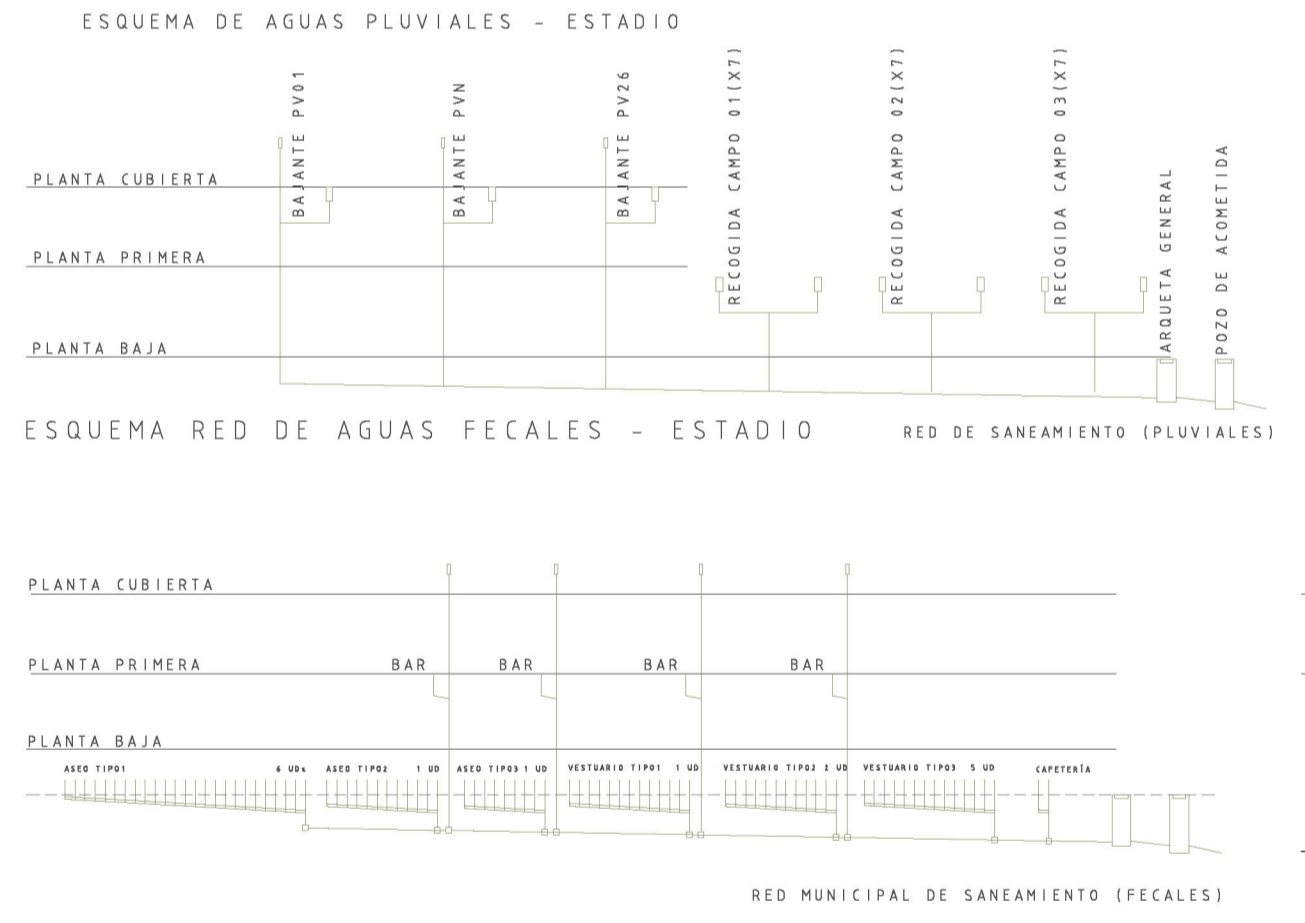 ESQUEMA DE AGUAS PLUVIALES - ESTADIO
BAJANTE PV01
BAJANTE PVN
BAJANTE PV26
RECOGIDA CAMPO 01(X7)
RECOGIDA CAMPO 02(X7)
RECOGIDA CAMPO 03(X7)
ARQUETA GENERAL
POZO DE ACOMETIDA
PLANTA CUBIERTA
PLANTA PRIMERA
PLANTA BAJA
ESQUEMA RED DE AGUAS FECALES - ESTADIO
RED DE SANEAMIENTO (PLUVIALES)
PLANTA CUBIERTA
PLANTA PRIMERA
BAR
BAR
BAR
BAR
PLANTA BAJA
ASEO TIPO1 6 UDs
ASEO TIPO2 1 UD
ASEO TIPO3 1 UD
VESTUARIO TIPO1 1 UD
VESTUARIO TIPO2 2 UD
VESTUARIO TIPO3 5 UD
CAFETERÍA
RED MUNICIPAL DE SANEAMIENTO (FECALES)